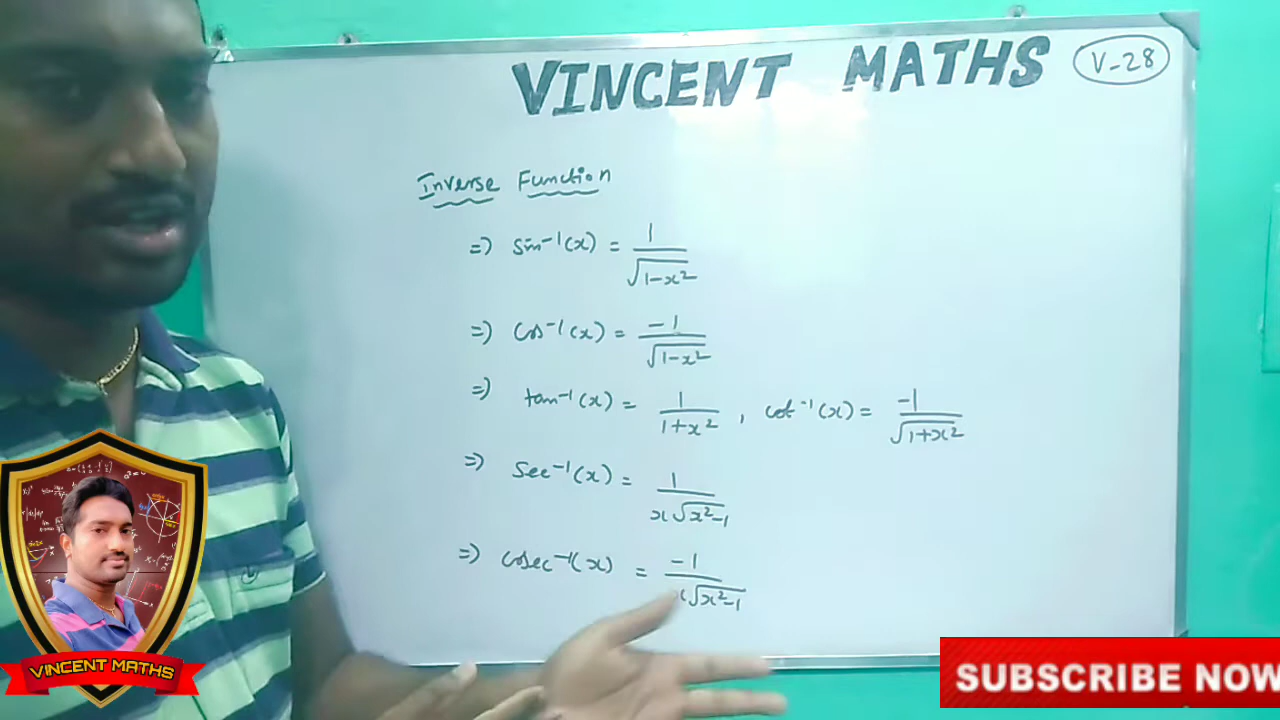 VINCENT MATHS V-28
Inverse Function
=) sin⁻¹(x) = 1/√(1-x²)
=) cos⁻¹(x) = -1/√(1-x²)
=) tan⁻¹(x) = 1/(1+x²) , cot⁻¹(x) = -1/√(1+x²)
=) sec⁻¹(x) = 1/(x√(x²-1))
=) cosec⁻¹(x) = -1/(x√(x²-1))
VINCENT MATHS
SUBSCRIBE NOW